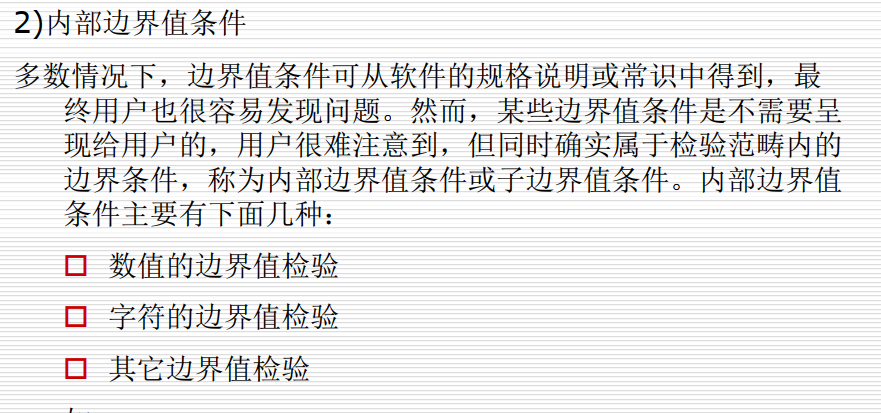 2)内部边界值条件
多数情况下，边界值条件可从软件的规格说明或常识中得到，最
终用户也很容易发现问题。然而，某些边界值条件是不需要呈
现给用户的，用户很难注意到，但同时确实属于检验范畴内的
边界条件，称为内部边界值条件或子边界值条件。内部边界值
条件主要有下面几种：
数值的边界值检验
字符的边界值检验
其它边界值检验